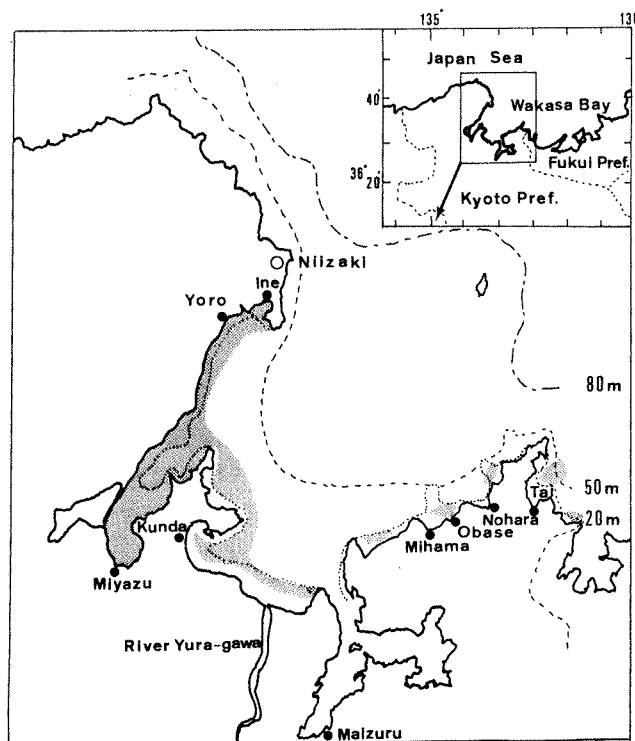 135°
13
Japan Sea
40'
Wakasa Bay
Fukui Pref.
36°
20'
Kyoto Pref.
Niizaki
Ine
Yoro
80m
50m
Tai
20m
Nohara
Kunda
Obase
Mihama
Miyazu
River Yura-gawa
Maizuru